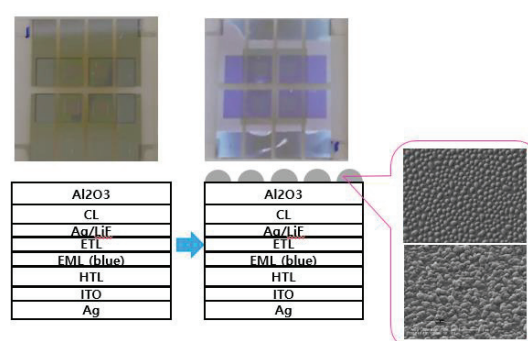 Al2O3
CL
Ag/LiF
ETL
EML (blue)
HTL
ITO
Ag
Al2O3
CL
Ag/LiF
ETL
EML (blue)
HTL
ITO
Ag